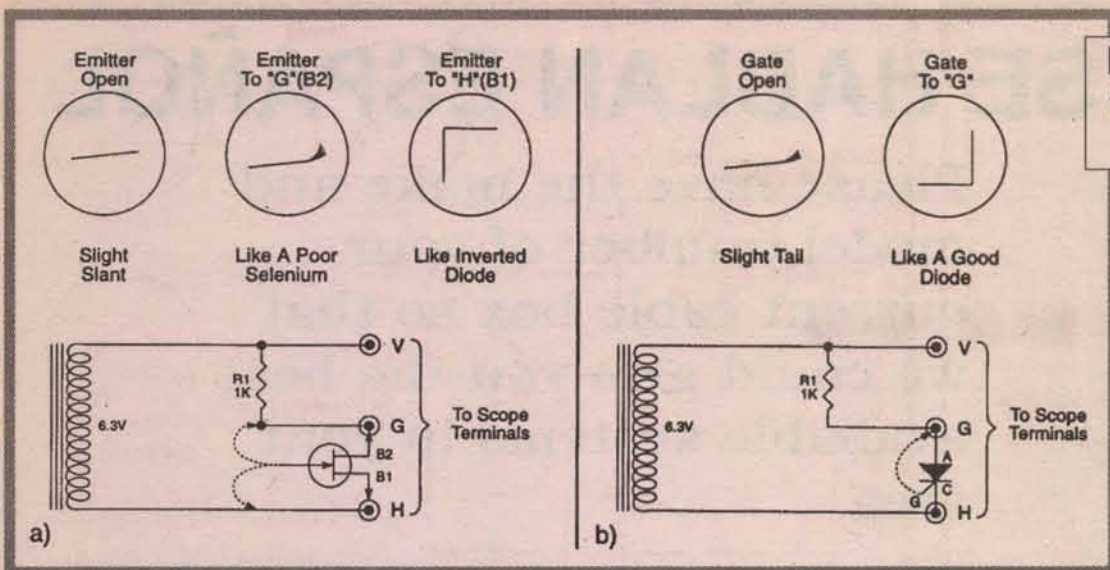 Emitter
Open
Emitter
To "G"(B2)
Emitter
To "H"(B1)
Slight
Slant
Like A Poor
Selenium
Like Inverted
Diode
6.3V
R1
1K
V
G
B2
B1
H
To Scope
Terminals
a)
Gate
Open
Gate
To "G"
Slight Tail
Like A Good
Diode
6.3V
R1
1K
V
G
A
C
G
H
To Scope
Terminals
b)